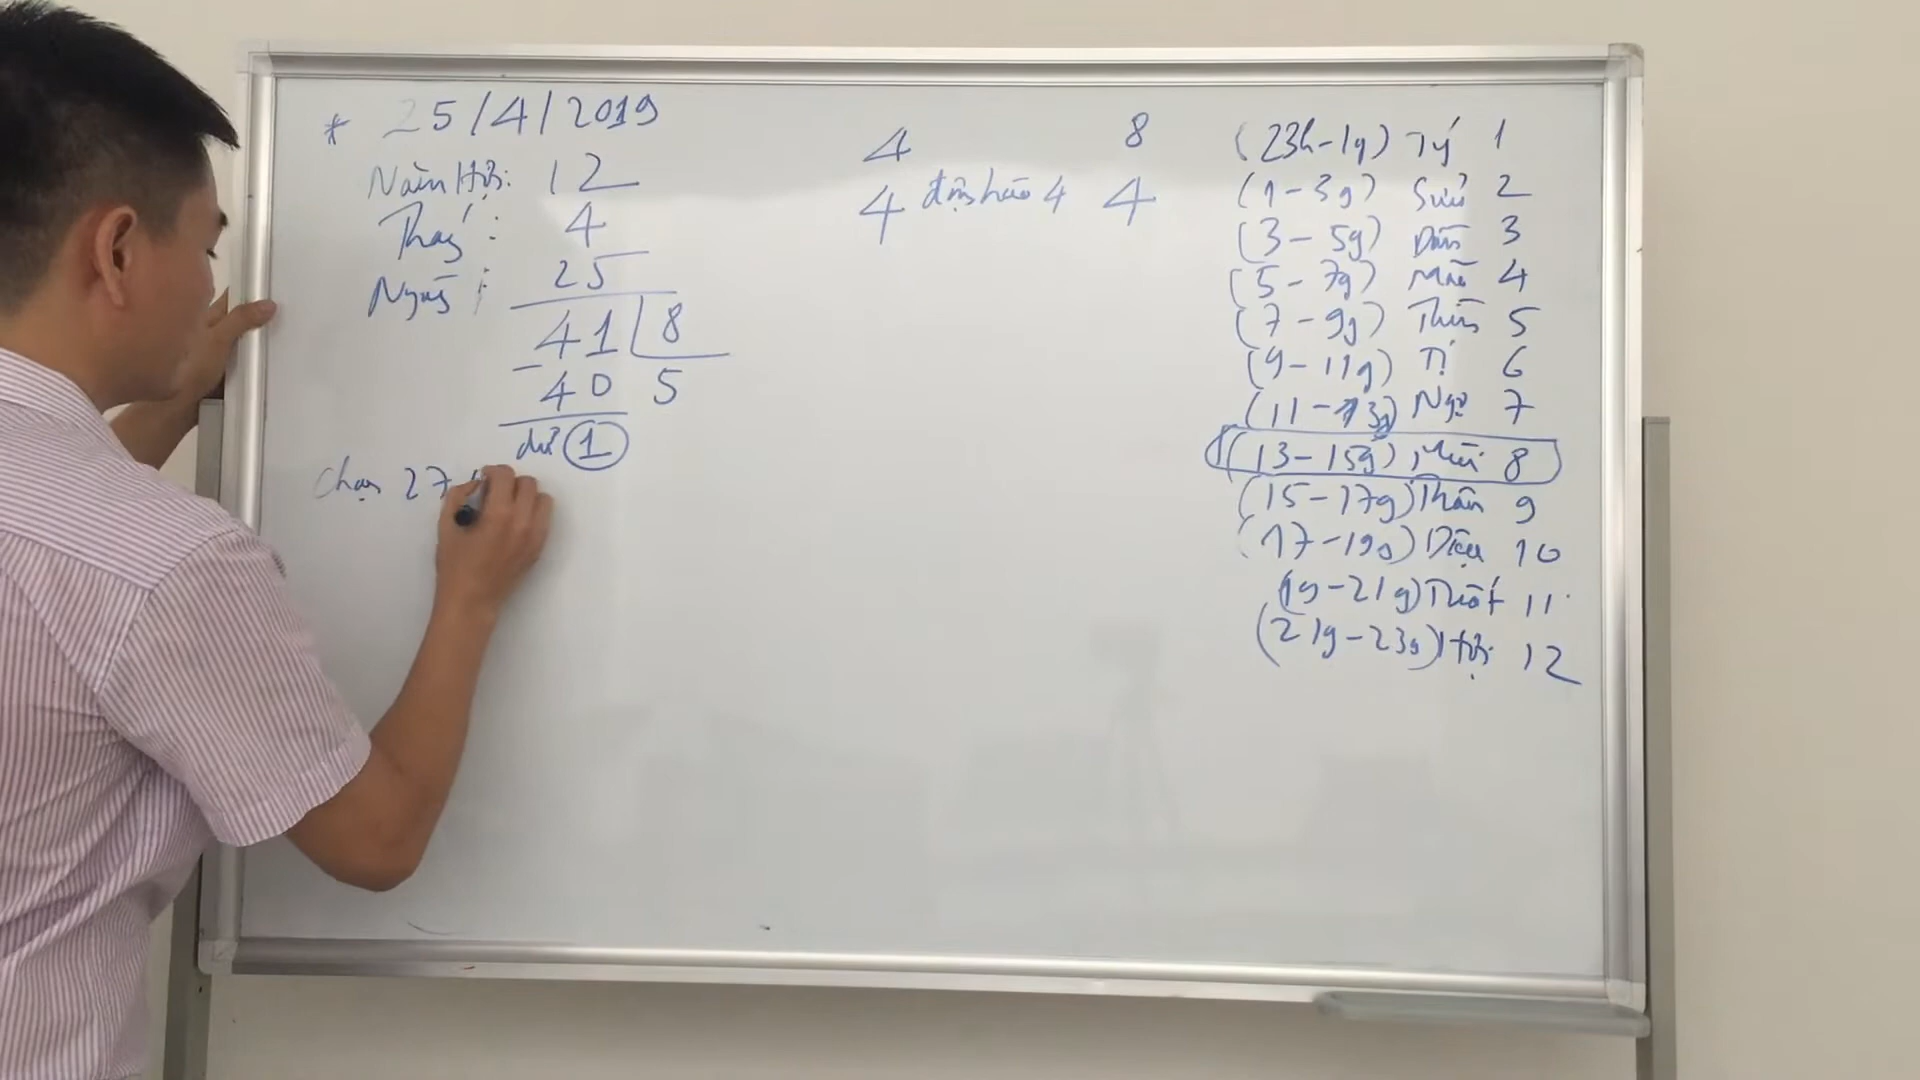 * 25/4/2019
Năm Hợi: 12
Tháng: 4
Ngày: 25
41 8
- 40 5
dư 1
Chọn 27
4 8
4 động hào 4 4
(23h-1g) Tý 1
(1-3g) Sửu 2
(3-5g) Dần 3
(5-7g) Mão 4
(7-9g) Thìn 5
(9-11g) Tị 6
(11-13g) Ngọ 7
(13-15g) Mùi 8
(15-17g) Thân 9
(17-19g) Dậu 10
(19-21g) Tuất 11
(21g-23g) Hợi 12